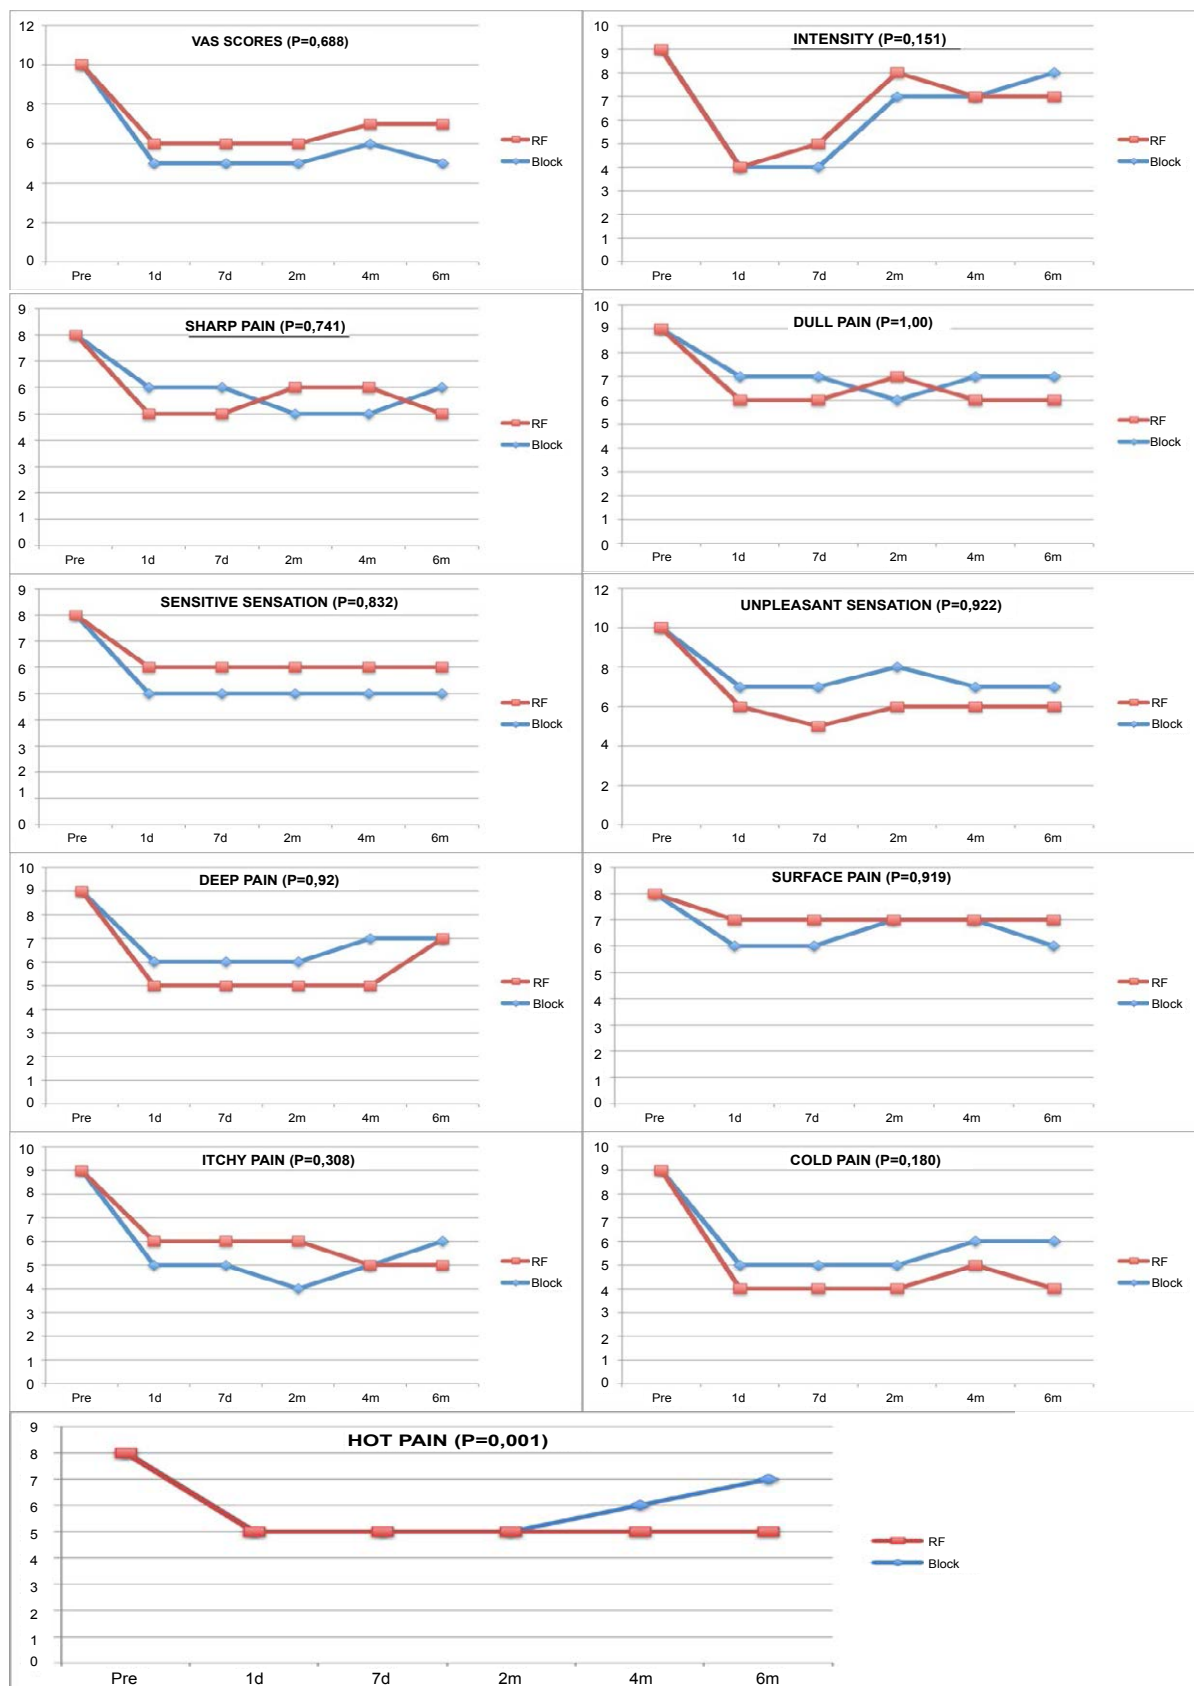 VAS SCORES (P=0,688)
12
10
8
6
4
2
0
Pre 1d 7d 2m 4m 6m
RF
Block
INTENSITY (P=0,151)
10
9
8
7
6
5
4
3
2
1
0
Pre 1d 7d 2m 4m 6m
RF
Block
SHARP PAIN (P=0,741)
9
8
7
6
5
4
3
2
1
0
Pre 1d 7d 2m 4m 6m
RF
Block
DULL PAIN (P=1,00)
10
9
8
7
6
5
4
3
2
1
0
Pre 1d 7d 2m 4m 6m
RF
Block
SENSITIVE SENSATION (P=0,832)
9
8
7
6
5
4
3
2
1
0
Pre 1d 7d 2m 4m 6m
RF
Block
UNPLEASANT SENSATION (P=0,922)
12
10
8
6
4
2
0
Pre 1d 7d 2m 4m 6m
RF
Block
DEEP PAIN (P=0,92)
10
9
8
7
6
5
4
3
2
1
0
Pre 1d 7d 2m 4m 6m
RF
Block
SURFACE PAIN (P=0,919)
9
8
7
6
5
4
3
2
1
0
Pre 1d 7d 2m 4m 6m
RF
Block
ITCHY PAIN (P=0,308)
10
9
8
7
6
5
4
3
2
1
0
Pre 1d 7d 2m 4m 6m
RF
Block
COLD PAIN (P=0,180)
10
9
8
7
6
5
4
3
2
1
0
Pre 1d 7d 2m 4m 6m
RF
Block
HOT PAIN (P=0,001)
9
8
7
6
5
4
3
2
1
0
Pre 1d 7d 2m 4m 6m
RF
Block